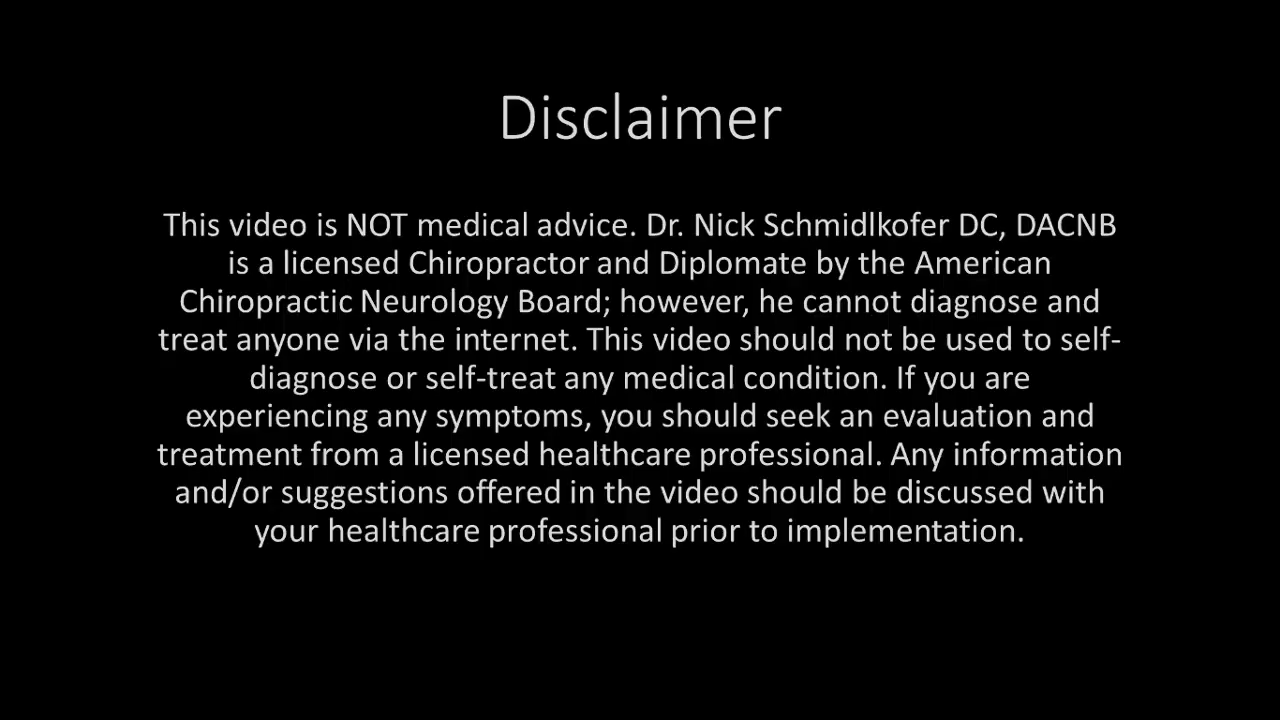 Disclaimer
This video is NOT medical advice. Dr. Nick Schmidlkofer DC, DACNB
is a licensed Chiropractor and Diplomate by the American
Chiropractic Neurology Board; however, he cannot diagnose and
treat anyone via the internet. This video should not be used to self-
diagnose or self-treat any medical condition. If you are
experiencing any symptoms, you should seek an evaluation and
treatment from a licensed healthcare professional. Any information
and/or suggestions offered in the video should be discussed with
your healthcare professional prior to implementation.